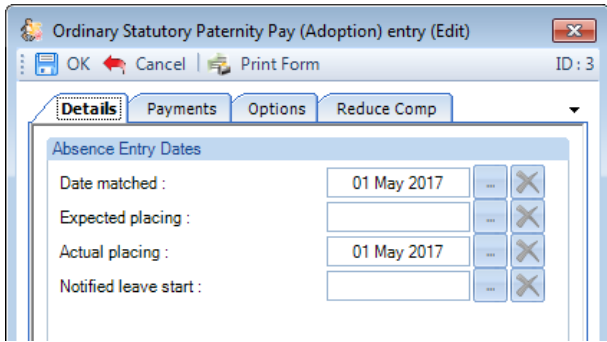 Ordinary Statutory Paternity Pay (Adoption) entry (Edit)
OK Cancel Print Form ID : 3
Details Payments Options Reduce Comp
Absence Entry Dates
Date matched : 01 May 2017 ...
Expected placing : ...
Actual placing : 01 May 2017 ...
Notified leave start : ...